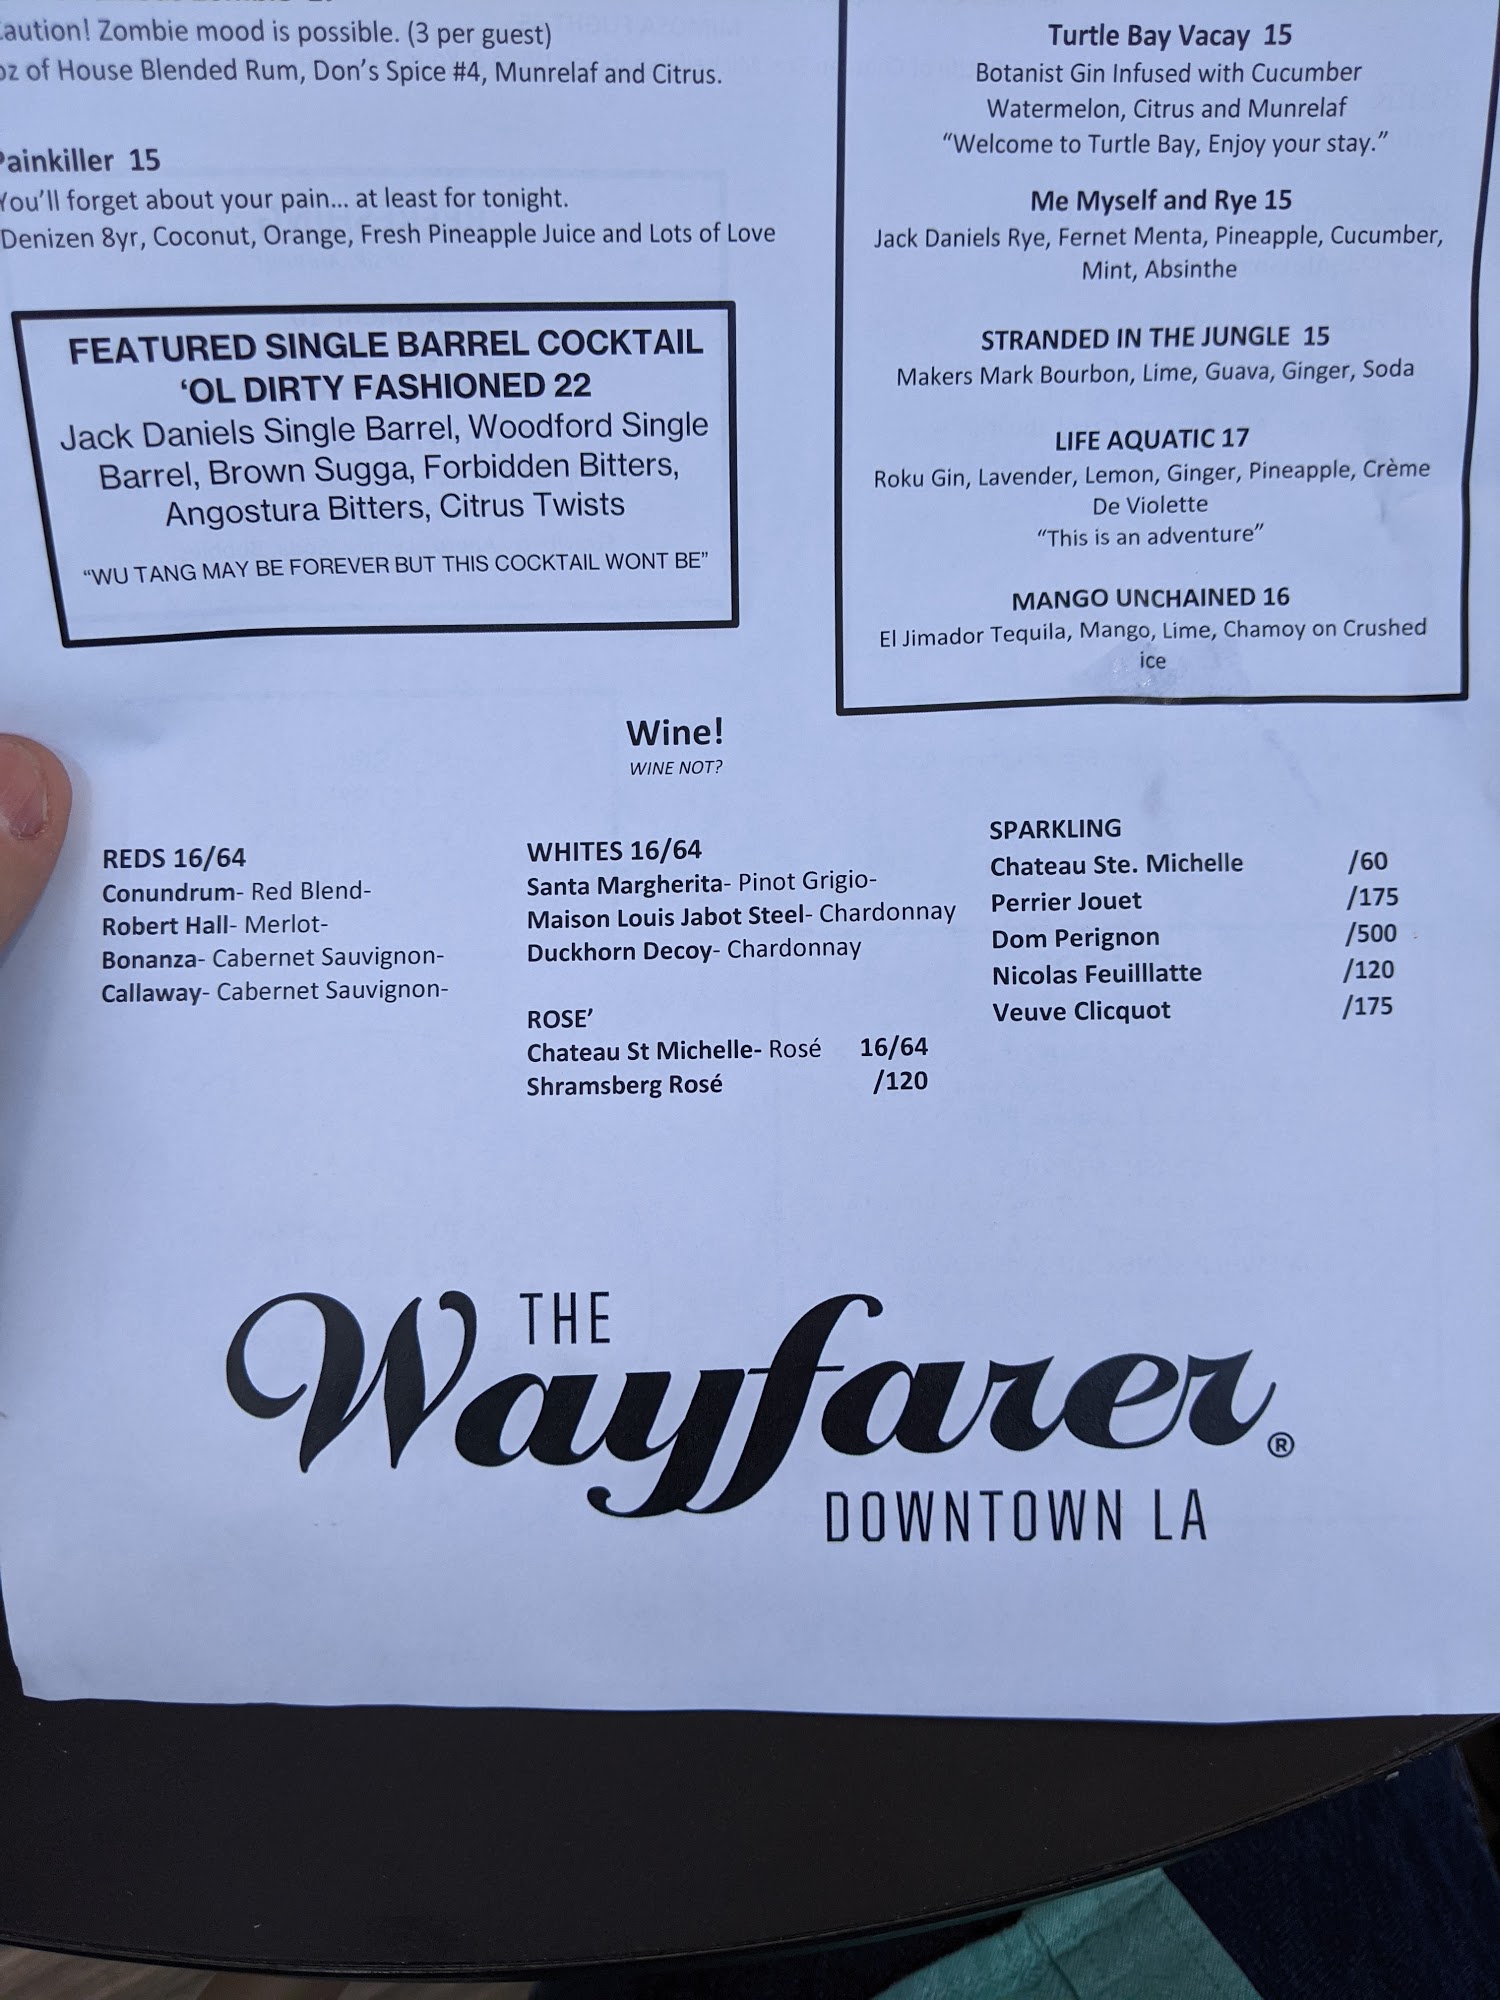 Zombie mood is possible. (3 per guest)
of House Blended Rum, Don's Spice #4, Munrelaf and Citrus.
Painkiller 15
You'll forget about your pain... at least for tonight.
Denizen 8yr, Coconut, Orange, Fresh Pineapple Juice and Lots of Love
FEATURED SINGLE BARREL COCKTAIL
'OL DIRTY FASHIONED 22
Jack Daniels Single Barrel, Woodford Single
Barrel, Brown Sugga, Forbidden Bitters,
Angostura Bitters, Citrus Twists
"WU TANG MAY BE FOREVER BUT THIS COCKTAIL WONT BE"
Turtle Bay Vacay 15
Botanist Gin Infused with Cucumber
Watermelon, Citrus and Munrelaf
"Welcome to Turtle Bay, Enjoy your stay."
Me Myself and Rye 15
Jack Daniels Rye, Fernet Menta, Pineapple, Cucumber,
Mint, Absinthe
STRANDED IN THE JUNGLE 15
Makers Mark Bourbon, Lime, Guava, Ginger, Soda
LIFE AQUATIC 17
Roku Gin, Lavender, Lemon, Ginger, Pineapple, Crème
De Violette
"This is an adventure"
MANGO UNCHAINED 16
El Jimador Tequila, Mango, Lime, Chamoy on Crushed
ice
Wine!
WINE NOT?
REDS 16/64
Conundrum- Red Blend-
Robert Hall- Merlot-
Bonanza- Cabernet Sauvignon-
Callaway- Cabernet Sauvignon-
WHITES 16/64
Santa Margherita- Pinot Grigio-
Maison Louis Jabot Steel- Chardonnay
Duckhorn Decoy- Chardonnay
ROSE'
Chateau St Michelle- Rosé 16/64
Shramsberg Rosé /120
SPARKLING
Chateau Ste. Michelle /60
Perrier Jouet /175
Dom Perignon /500
Nicolas Feuilllatte /120
Veuve Clicquot /175
THE
Wayfarer®
DOWNTOWN LA